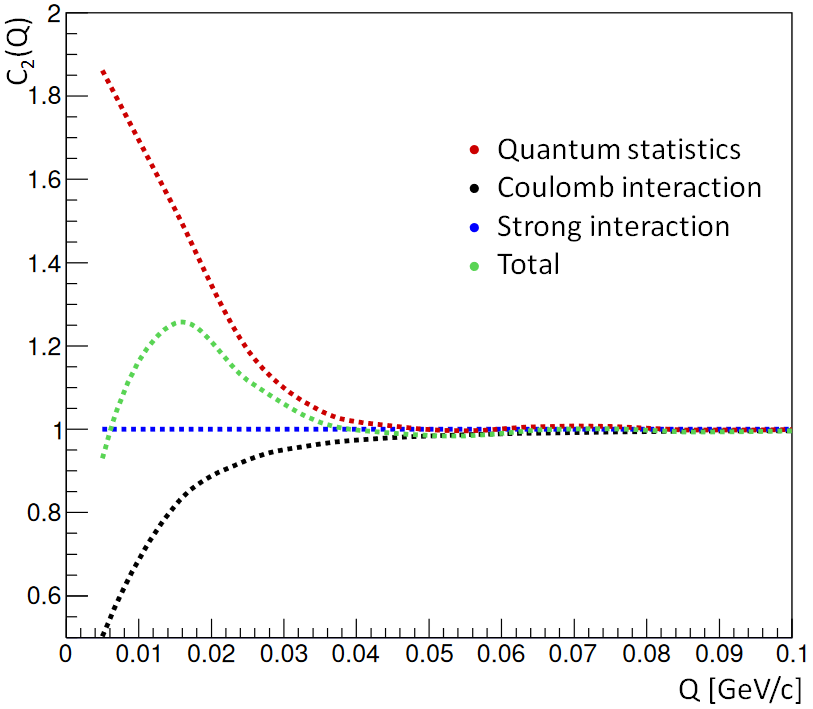 C₂(Q)
2
1.8
1.6
1.4
1.2
1
0.8
0.6
Quantum statistics
Coulomb interaction
Strong interaction
Total
0 0.01 0.02 0.03 0.04 0.05 0.06 0.07 0.08 0.09 0.1
Q [GeV/c]